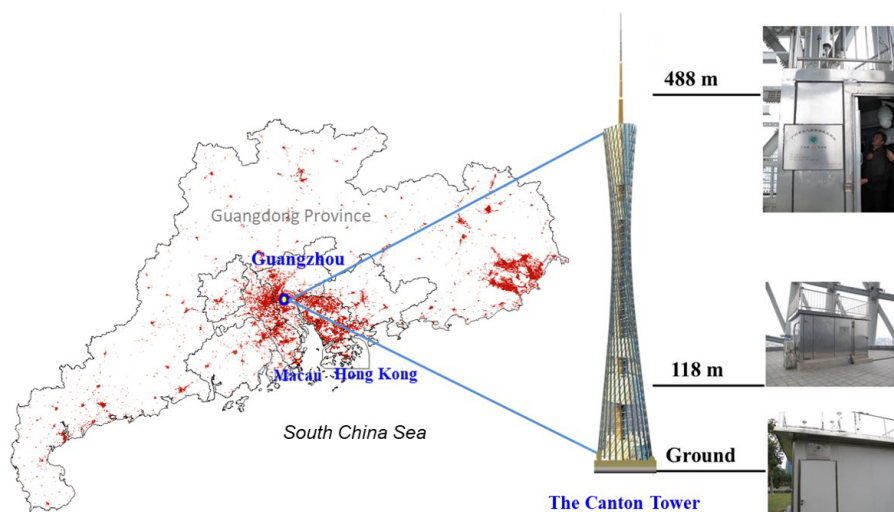 488 m
Guangdong Province
Guangzhou
118 m
Macau
Hong Kong
South China Sea
Ground
The Canton Tower